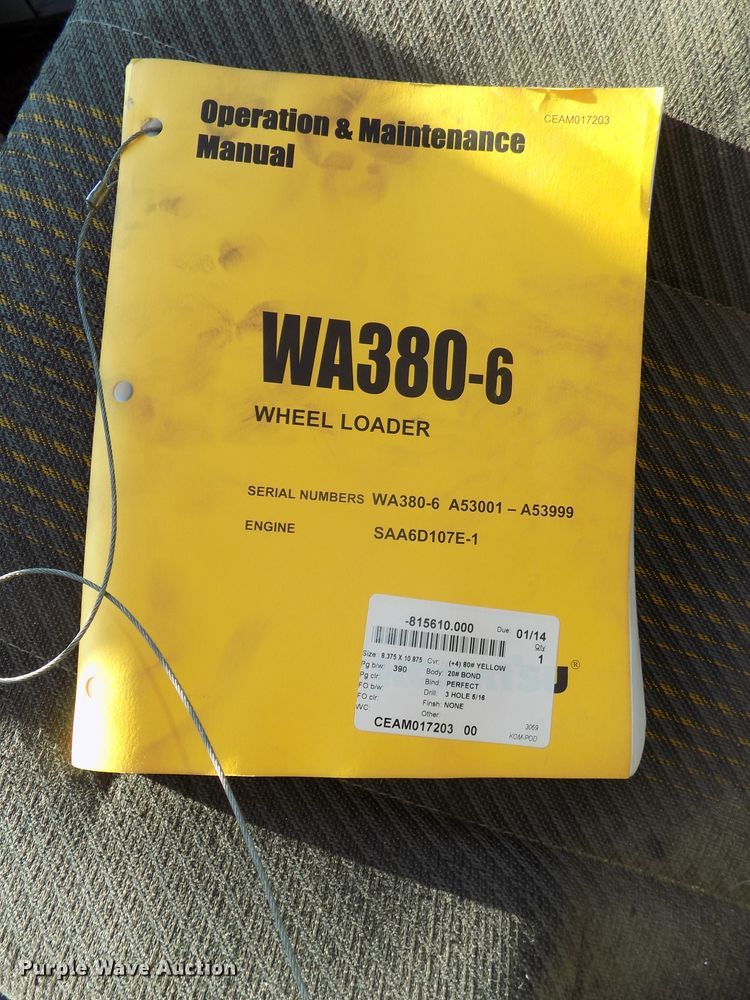 Operation & Maintenance
Manual
CEAM017203
WA380-6
WHEEL LOADER
SERIAL NUMBERS WA380-6 A53001 – A53999
ENGINE SAA6D107E-1
-815610.000 Due: 01/14
Qty
1
Size: 8.375 X 10.875 Cvr: (+4) 80# YELLOW
Pg b/w: 390 Body: 20# BOND
Pg clr: Bind: PERFECT
FO b/w: Drill: 3 HOLE 5/16
FO clr: Finsh: NONE
WC: Other:
CEAM017203 00
3069
KOM-POD
®
Purple Wave Auction